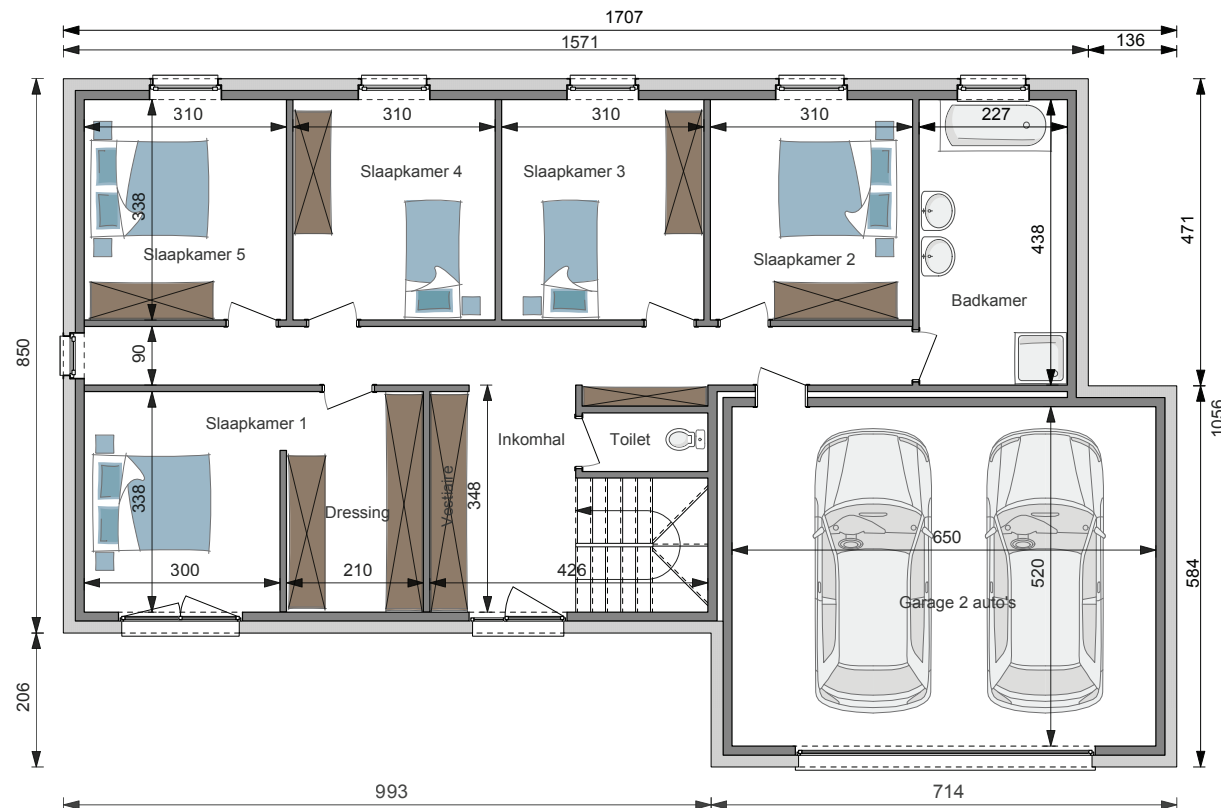 1707
1571
136
310
310
310
310
227
Slaapkamer 4
Slaapkamer 3
338
471
438
Slaapkamer 5
Slaapkamer 2
Badkamer
850
90
1056
Slaapkamer 1
Inkomhal
Toilet
338
Dressing
Vestiaire
348
650
520
300
210
426
584
Garage 2 auto's
206
993
714